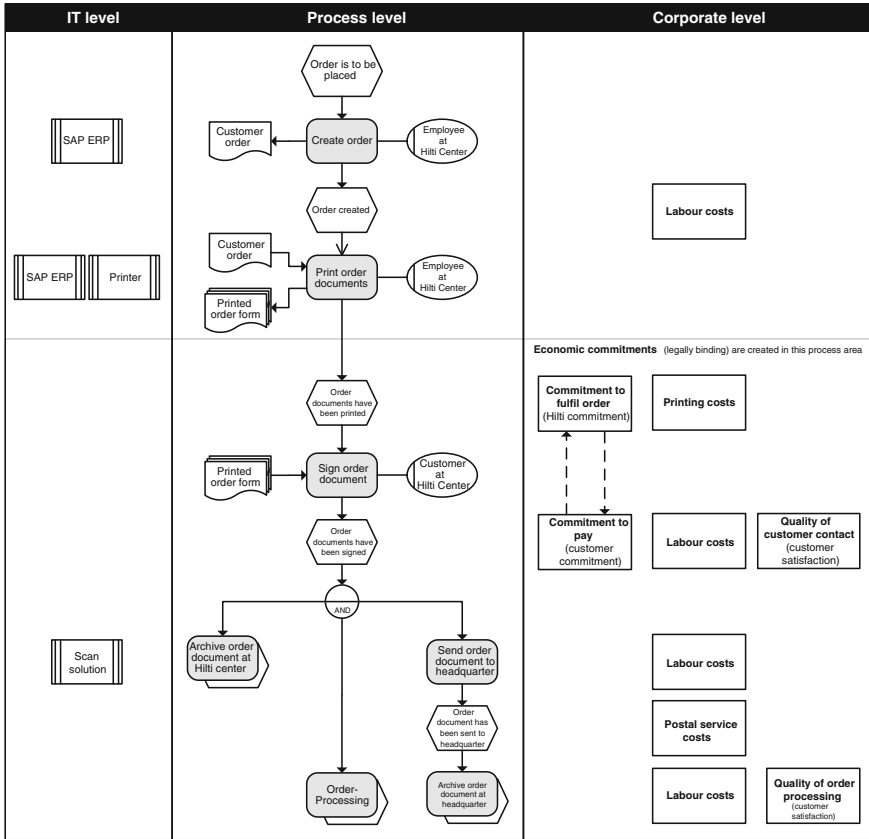 IT level
Process level
Corporate level
Order is to be
placed
SAP ERP
Customer
order
Create order
Employee
at
Hilti Center
Order created
Labour costs
SAP ERP
Printer
Customer
order
Print order
documents
Employee
at
Hilti Center
Printed
order form
Economic commitments (legally binding) are created in this process area
Order
documents have
been printed
Commitment to
fulfil order
(Hilti commitment)
Printing costs
Printed
order form
Sign order
document
Customer
at
Hilti Center
Order
documents have
been signed
Commitment to
pay
(customer
commitment)
Labour costs
Quality of
customer contact
(customer
satisfaction)
AND
Scan
solution
Archive order
document at
Hilti center
Send order
document to
headquarter
Labour costs
Order
document has
been sent to
headquarter
Postal service
costs
Order-
Processing
Archive order
document at
headquarter
Labour costs
Quality of order
processing
(customer
satisfaction)